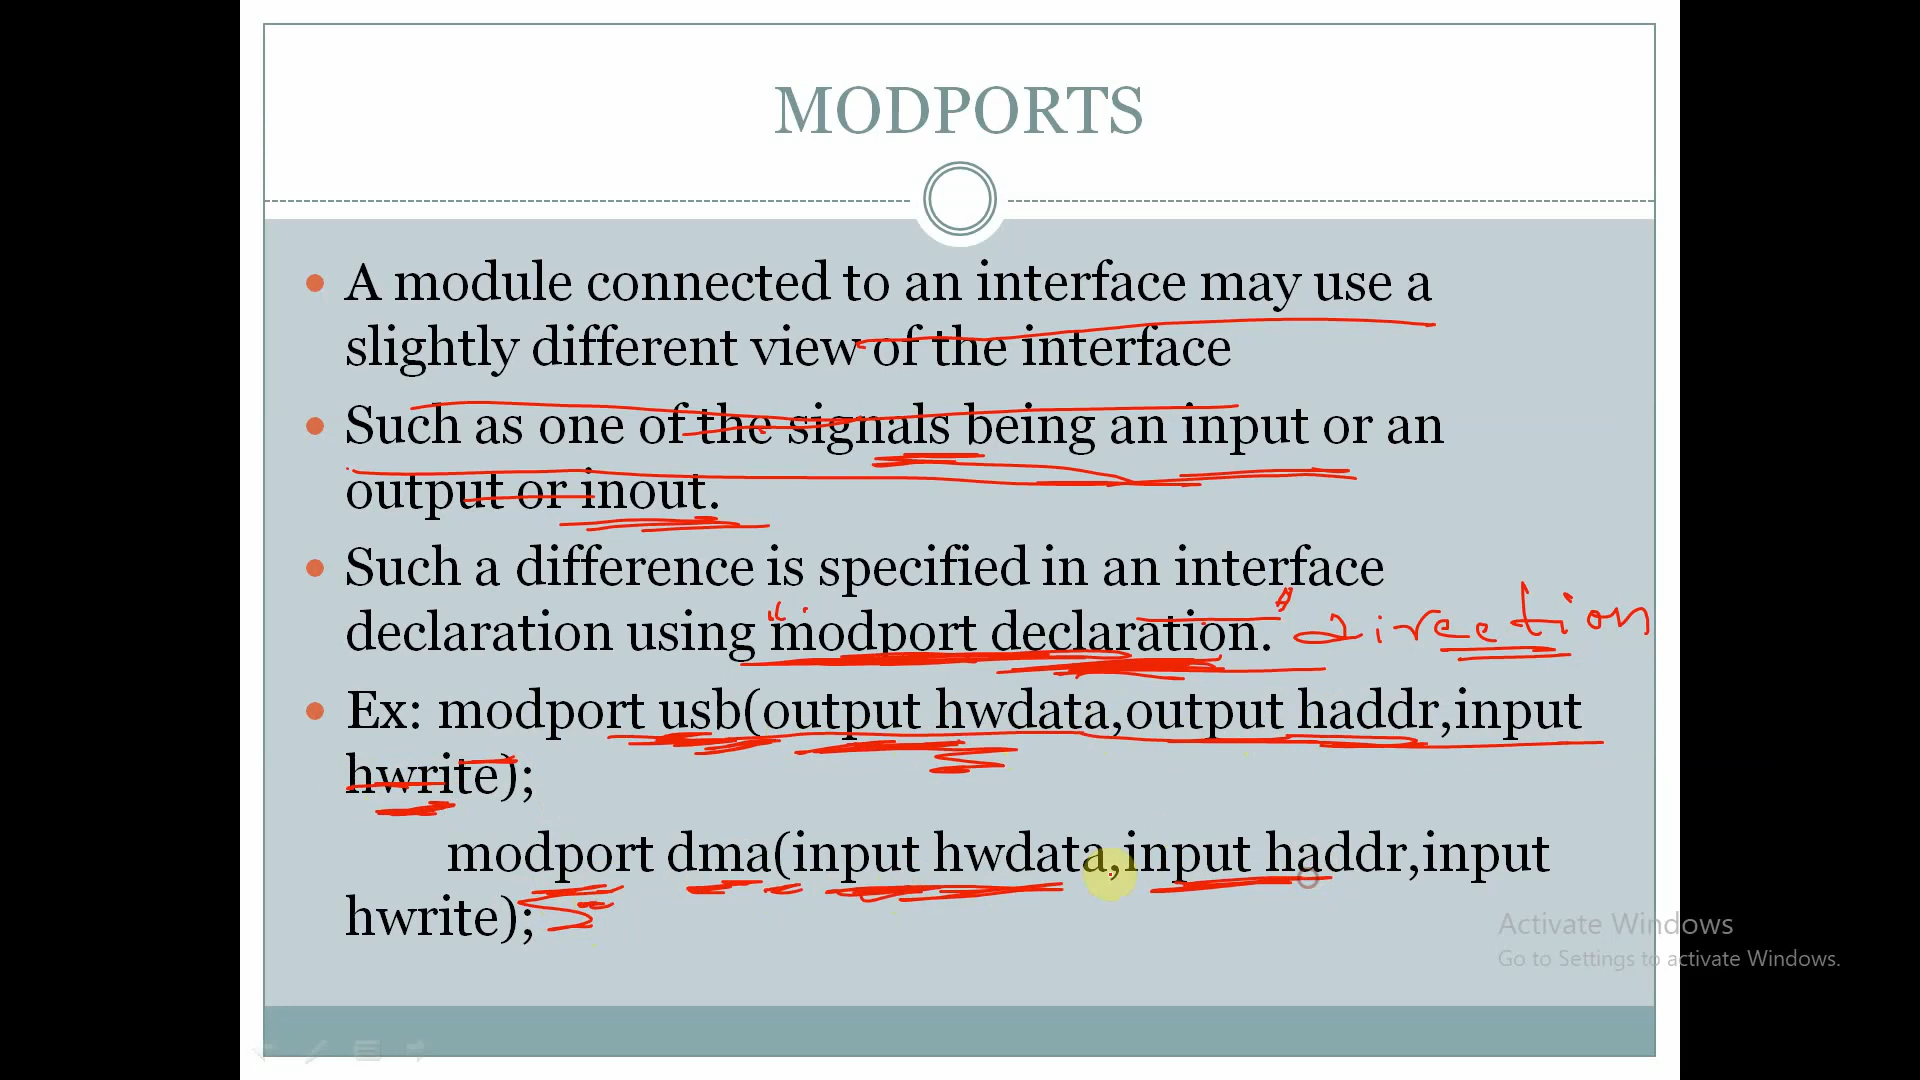 MODPORTS
A module connected to an interface may use a
slightly different view of the interface
Such as one of the signals being an input or an
output or inout.
Such a difference is specified in an interface
declaration using modport declaration. Direction
Ex: modport usb(output hwdata,output haddr,input
hwrite);
modport dma(input hwdata,input haddr,input
hwrite);
Activate Windows
Go to Settings to activate Windows.